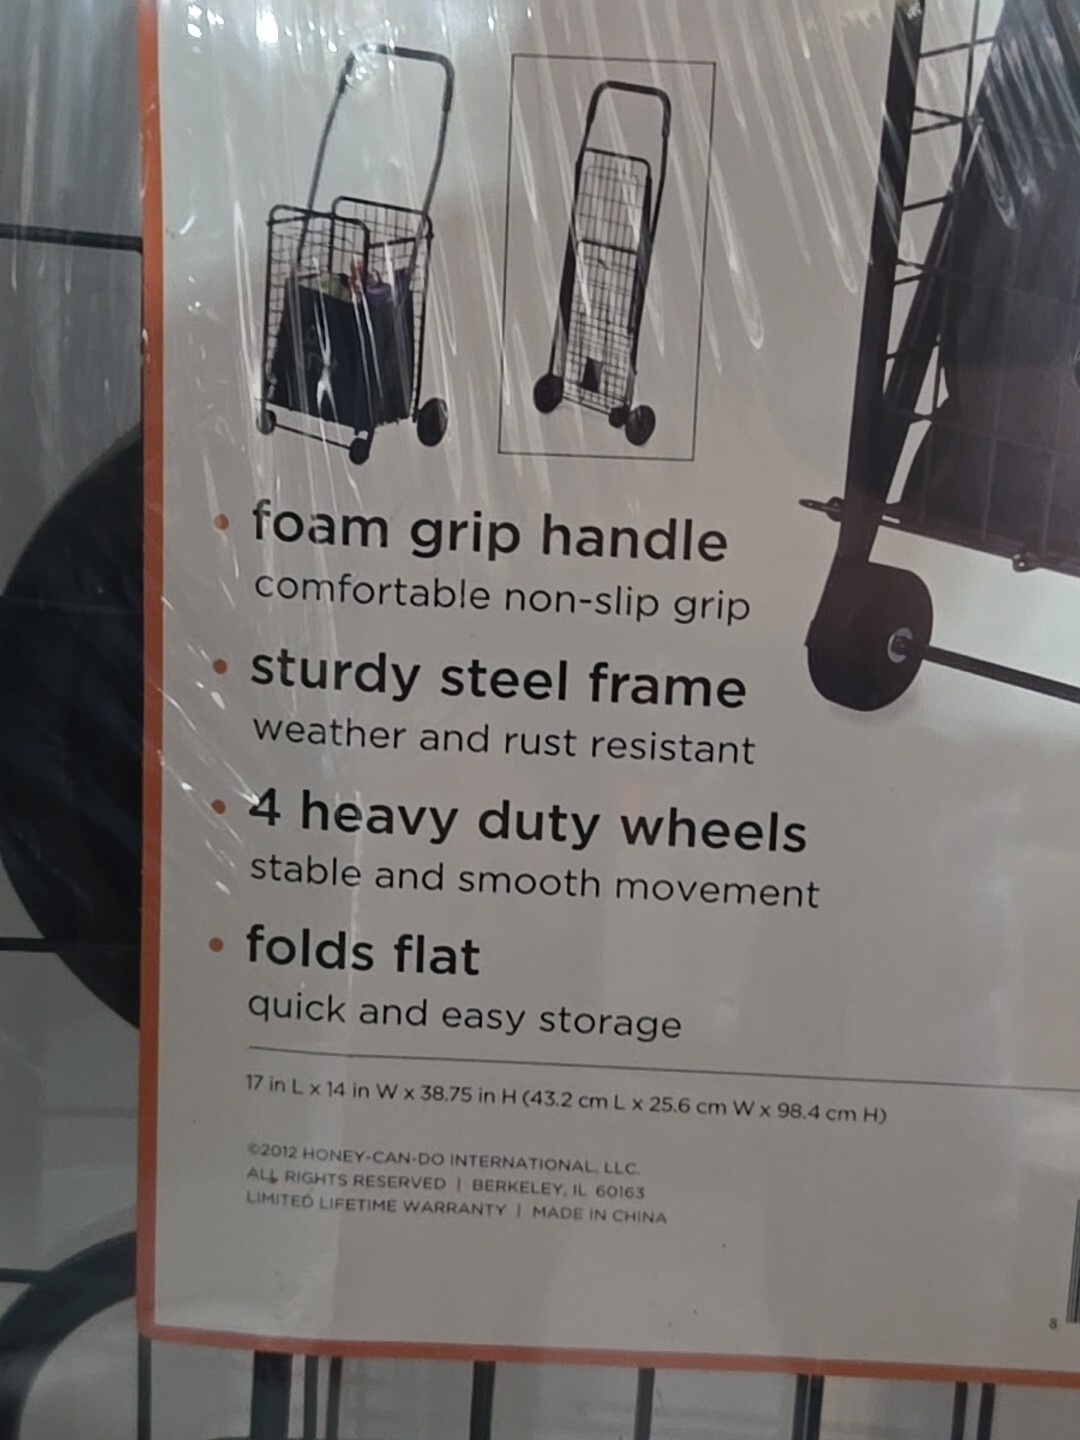 • foam grip handle
comfortable non-slip grip
• sturdy steel frame
weather and rust resistant
• 4 heavy duty wheels
stable and smooth movement
• folds flat
quick and easy storage
17 in L x 14 in W x 38.75 in H (43.2 cm L x 25.6 cm W x 98.4 cm H)
©2012 HONEY-CAN-DO INTERNATIONAL, LLC.
ALL RIGHTS RESERVED | BERKELEY, IL 60163
LIMITED LIFETIME WARRANTY | MADE IN CHINA